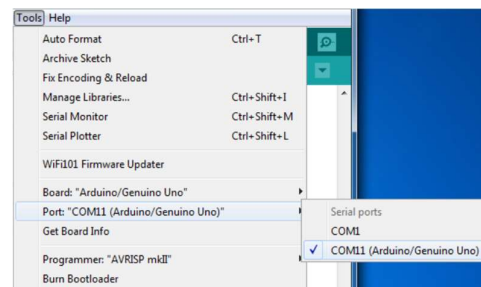 Tools Help
Auto Format Ctrl+T
Archive Sketch
Fix Encoding & Reload
Manage Libraries... Ctrl+Shift+I
Serial Monitor Ctrl+Shift+M
Serial Plotter Ctrl+Shift+L
WiFi101 Firmware Updater
Board: "Arduino/Genuino Uno"
Port: "COM11 (Arduino/Genuino Uno)"
Get Board Info
Programmer: "AVRISP mkII"
Burn Bootloader
Serial ports
COM1
COM11 (Arduino/Genuino Uno)